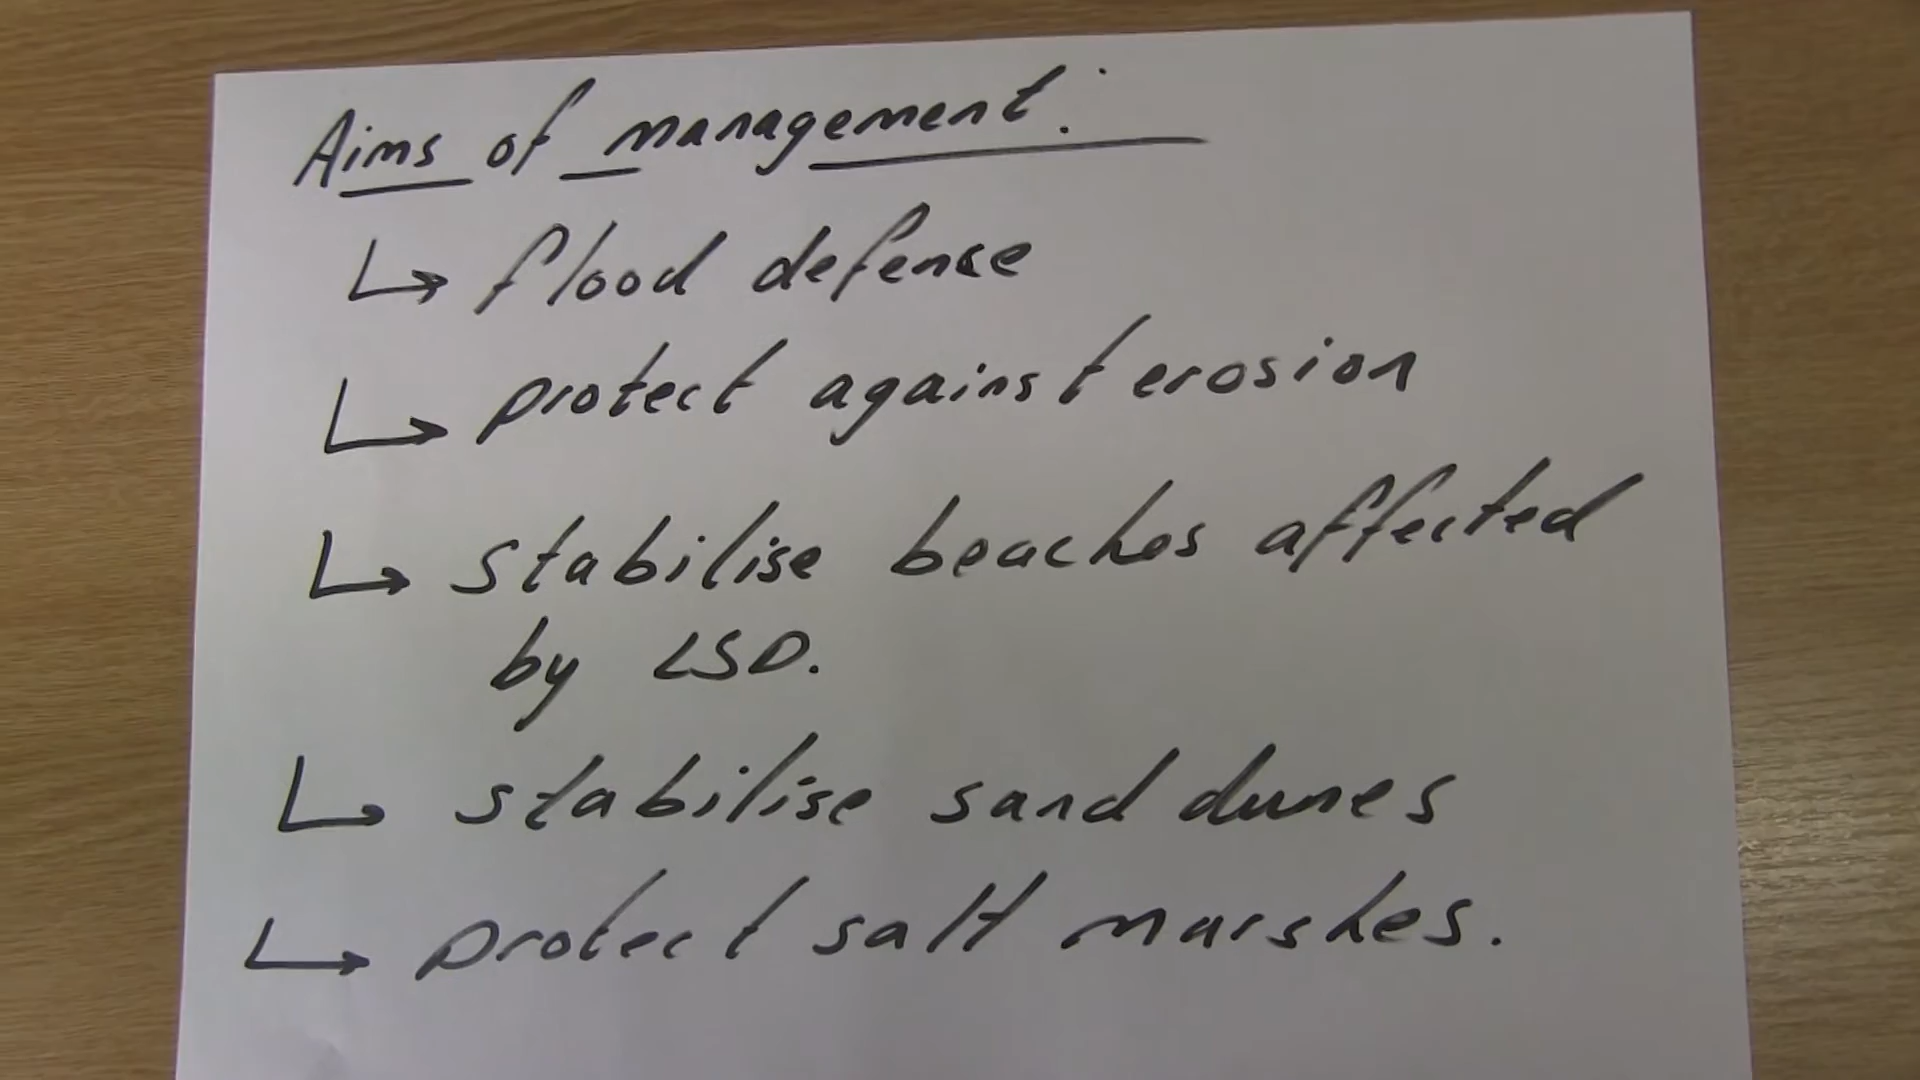 Aims of management:
↳ flood defense
↳ protect against erosion
↳ stabilise beaches affected
by LSD.
↳ stabilise sand dunes
↳ protect salt marshes.